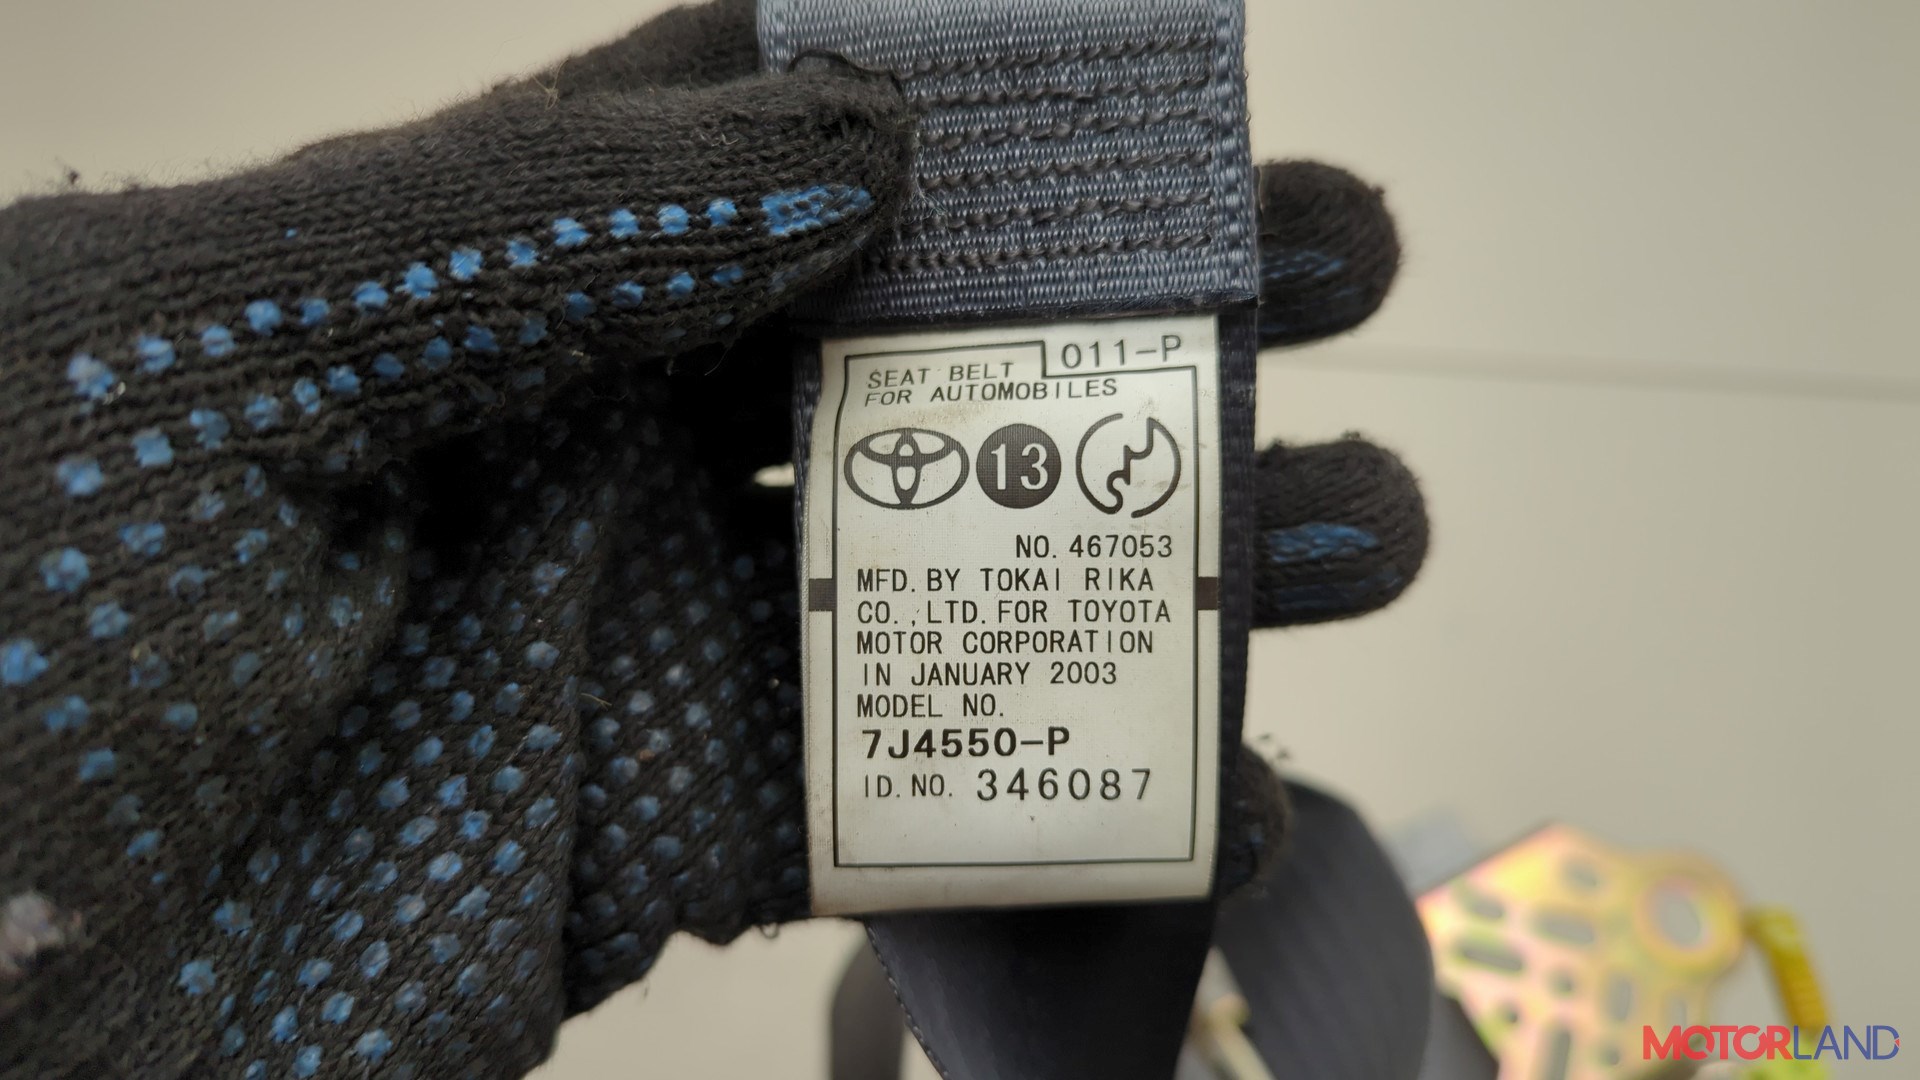 011-P
SEAT BELT
FOR AUTOMOBILES
13
NO. 467053
MFD. BY TOKAI RIKA
CO.,LTD. FOR TOYOTA
MOTOR CORPORATION
IN JANUARY 2003
MODEL NO.
7J4550-P
ID. NO. 346087
MOTORLAND